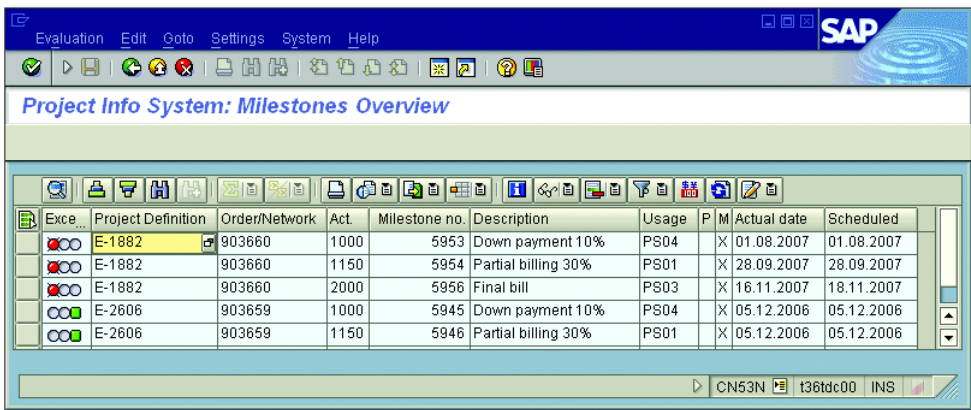 SAP
Evaluation Edit Goto Settings System Help
Project Info System: Milestones Overview
Exce... Project Definition Order/Network Act. Milestone no. Description Usage P M Actual date Scheduled
E-1882 903660 1000 5953 Down payment 10% PS04 X 01.08.2007 01.08.2007
E-1882 903660 1150 5954 Partial billing 30% PS01 X 28.09.2007 28.09.2007
E-1882 903660 2000 5956 Final bill PS03 X 16.11.2007 18.11.2007
E-2606 903659 1000 5945 Down payment 10% PS04 X 05.12.2006 05.12.2006
E-2606 903659 1150 5946 Partial billing 30% PS01 X 05.12.2006 05.12.2006
CN53N t36tdc00 INS